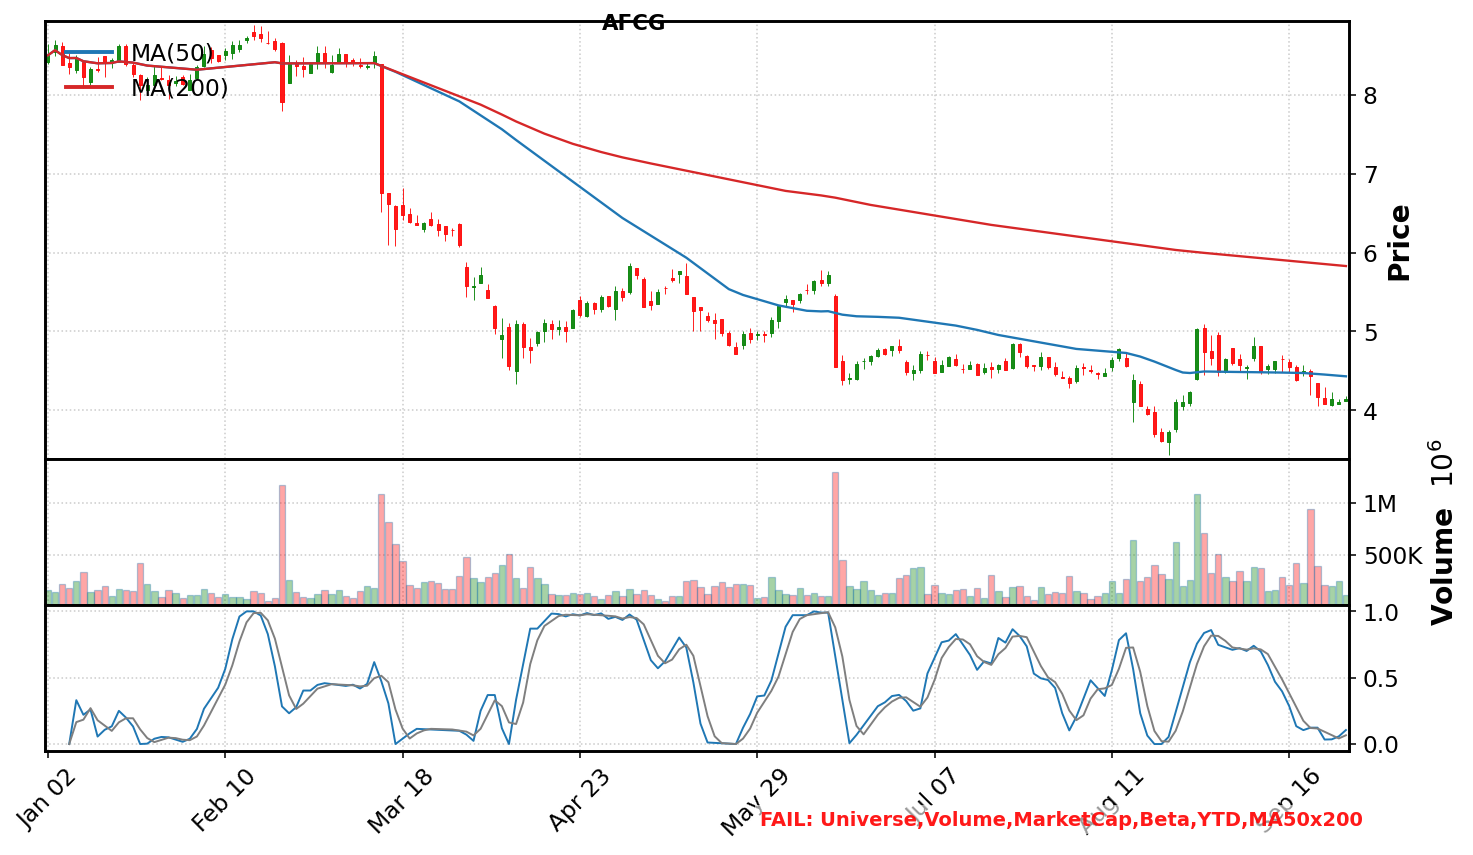 AFCG
MA(50)
MA(200)
8
7
6
5
4
Price
1M
500K
Volume 10⁶
1.0
0.5
0.0
Jan 02
Feb 10
Mar 18
Apr 23
May 29
Jul 07
Aug 11
Sep 16
FAIL: Universe,Volume,MarketCap,Beta,YTD,MA50x200